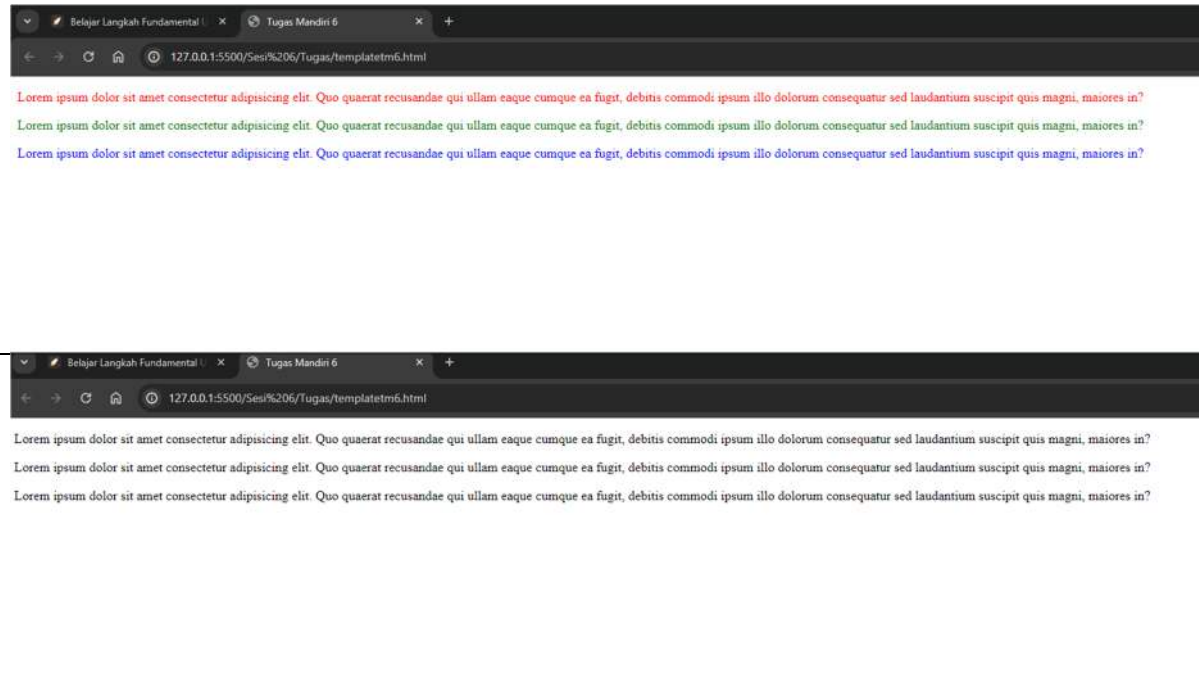 Belajar Langkah Fundamental U
Tugas Mandiri 6
127.0.0.1:5500/Sesi%206/Tugas/templatetm6.html
Lorem ipsum dolor sit amet consectetur adipisicing elit. Quo quaerat recusandae qui ullam eaque cumque ea fugit, debitis commodi ipsum illo dolorum consequatur sed laudantium suscipit quis magni, maiores in?
Lorem ipsum dolor sit amet consectetur adipisicing elit. Quo quaerat recusandae qui ullam eaque cumque ea fugit, debitis commodi ipsum illo dolorum consequatur sed laudantium suscipit quis magni, maiores in?
Lorem ipsum dolor sit amet consectetur adipisicing elit. Quo quaerat recusandae qui ullam eaque cumque ea fugit, debitis commodi ipsum illo dolorum consequatur sed laudantium suscipit quis magni, maiores in?
Belajar Langkah Fundamental U
Tugas Mandiri 6
127.0.0.1:5500/Sesi%206/Tugas/templatetm6.html
Lorem ipsum dolor sit amet consectetur adipisicing elit. Quo quaerat recusandae qui ullam eaque cumque ea fugit, debitis commodi ipsum illo dolorum consequatur sed laudantium suscipit quis magni, maiores in?
Lorem ipsum dolor sit amet consectetur adipisicing elit. Quo quaerat recusandae qui ullam eaque cumque ea fugit, debitis commodi ipsum illo dolorum consequatur sed laudantium suscipit quis magni, maiores in?
Lorem ipsum dolor sit amet consectetur adipisicing elit. Quo quaerat recusandae qui ullam eaque cumque ea fugit, debitis commodi ipsum illo dolorum consequatur sed laudantium suscipit quis magni, maiores in?